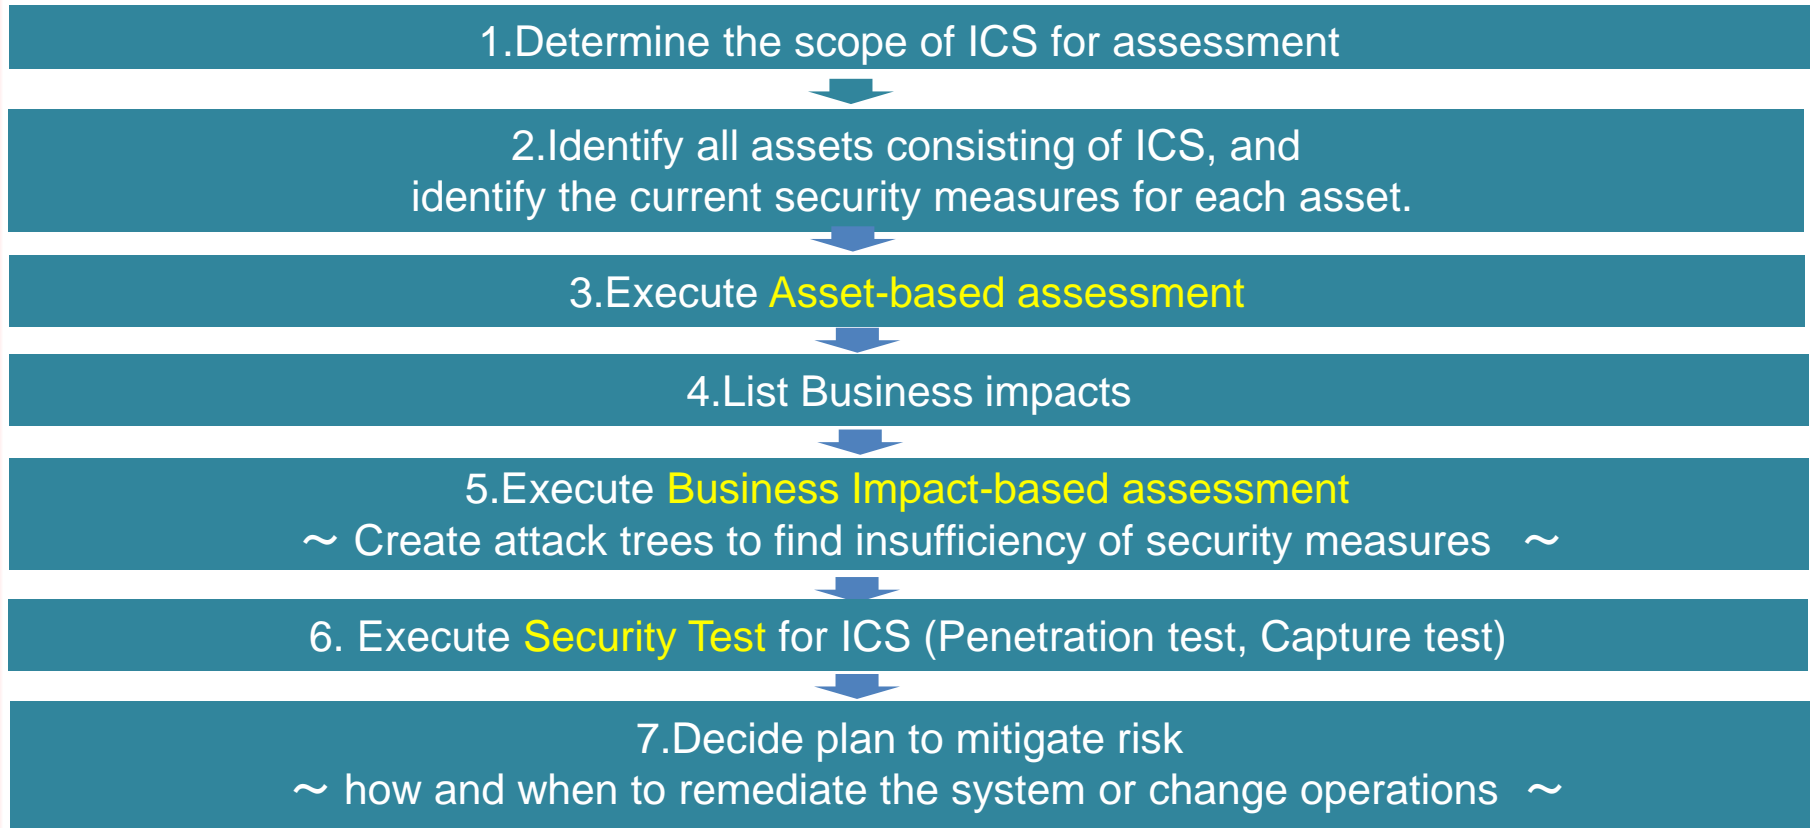 1.Determine the scope of ICS for assessment
2.Identify all assets consisting of ICS, and
identify the current security measures for each asset.
3.Execute Asset-based assessment
4.List Business impacts
5.Execute Business Impact-based assessment
～ Create attack trees to find insufficiency of security measures ～
6. Execute Security Test for ICS (Penetration test, Capture test)
7.Decide plan to mitigate risk
～ how and when to remediate the system or change operations ～